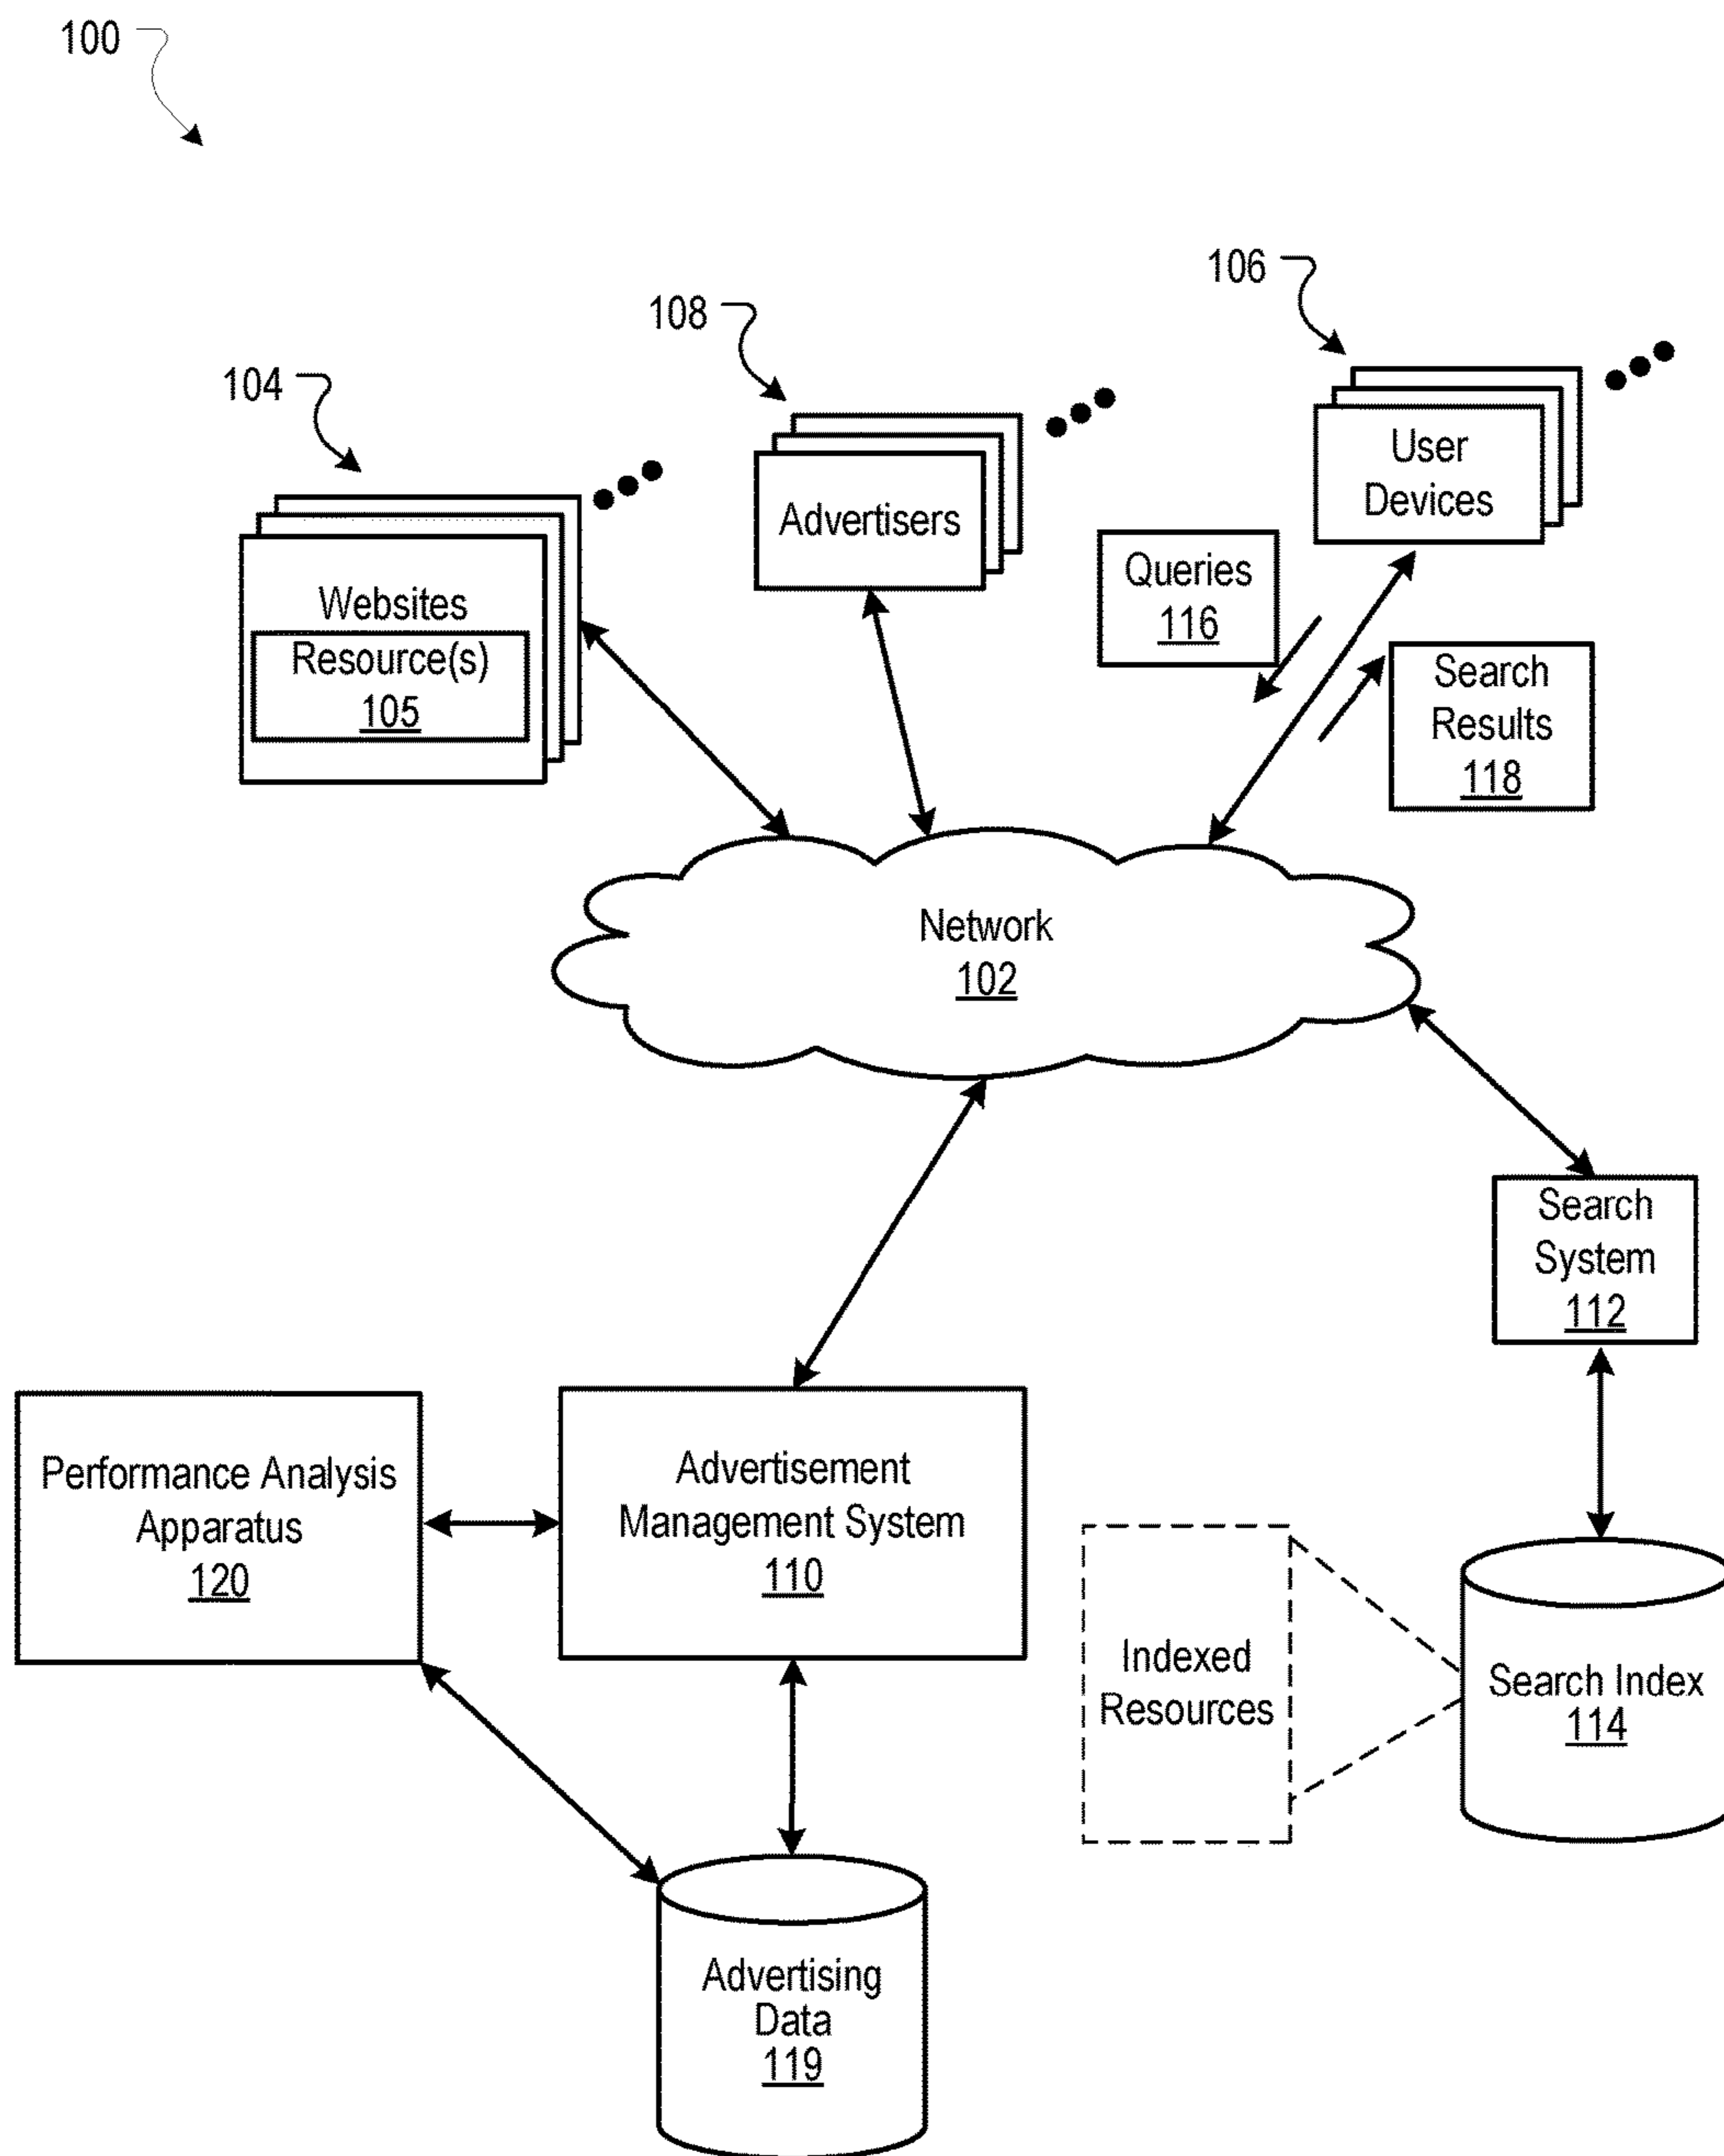 100
106
108
104
User
Devices
Advertisers
Queries
116
Websites
Resource(s)
105
Search
Results
118
Network
102
Search
System
112
Performance Analysis
Apparatus
120
Advertisement
Management System
110
Indexed
Resources
Search Index
114
Advertising
Data
119